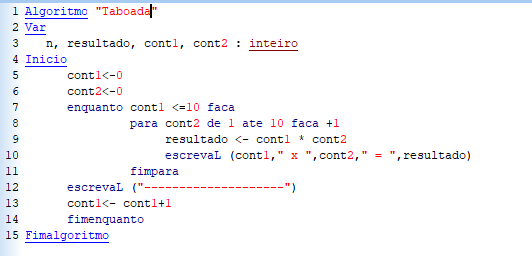 1 Algoritmo "Taboada"
2 Var
3 n, resultado, cont1, cont2 : inteiro
4 Inicio
5 cont1<-0
6 cont2<-0
7 enquanto cont1 <=10 faca
8 para cont2 de 1 ate 10 faca +1
9 resultado <- cont1 * cont2
10 escrevaL (cont1," x ",cont2," = ",resultado)
11 fimpara
12 escrevaL ("--------------------")
13 cont1<- cont1+1
14 fimenquanto
15 Fimalgoritmo